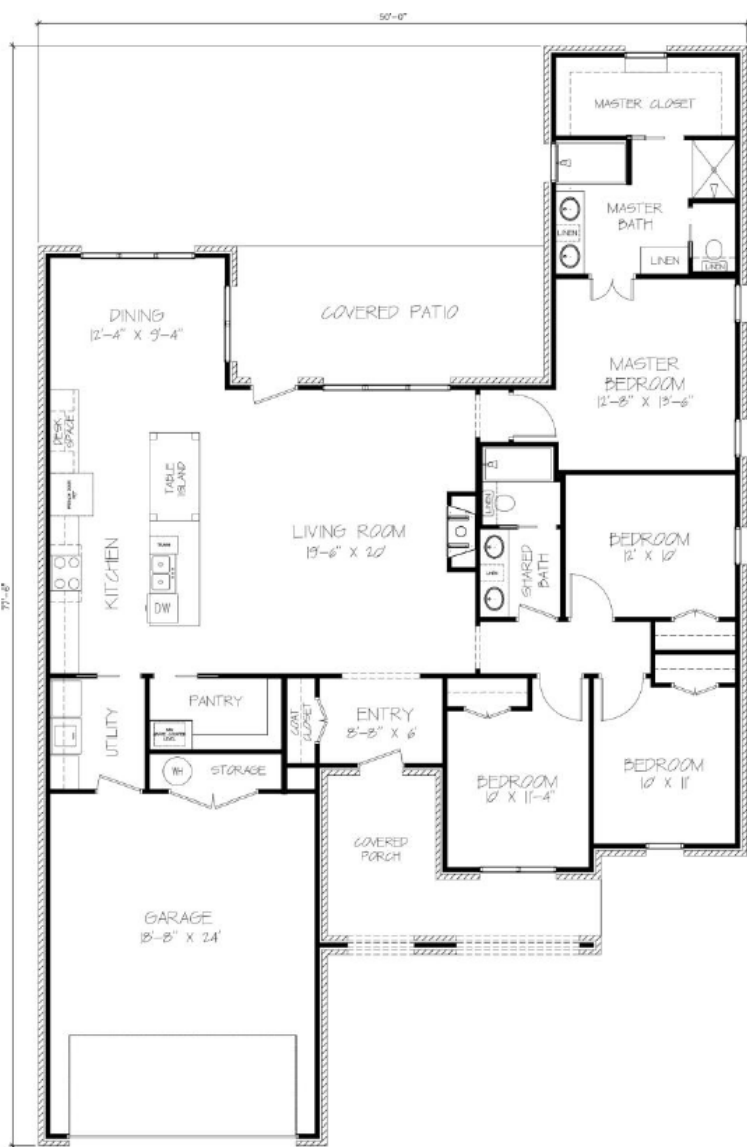 50'-0"
MASTER CLOSET
MASTER
BATH
LINEN
LINEN
LINEN
DINING
12'-4" X 9'-4"
COVERED PATIO
MASTER
BEDROOM
12'-8" X 13'-6"
DESK
SPACE
TABLE
ISLAND
LINEN
LIVING ROOM
19'-6" X 20'
BEDROOM
12' X 10'
KITCHEN
DW
LINEN
SHARED
BATH
77'-6"
UTILITY
PANTRY
COAT
CLOSET
ENTRY
8'-8" X 6'
WH
STORAGE
BEDROOM
10' X 11'-4"
BEDROOM
10' X 11'
COVERED
PORCH
GARAGE
18'-8" X 24'